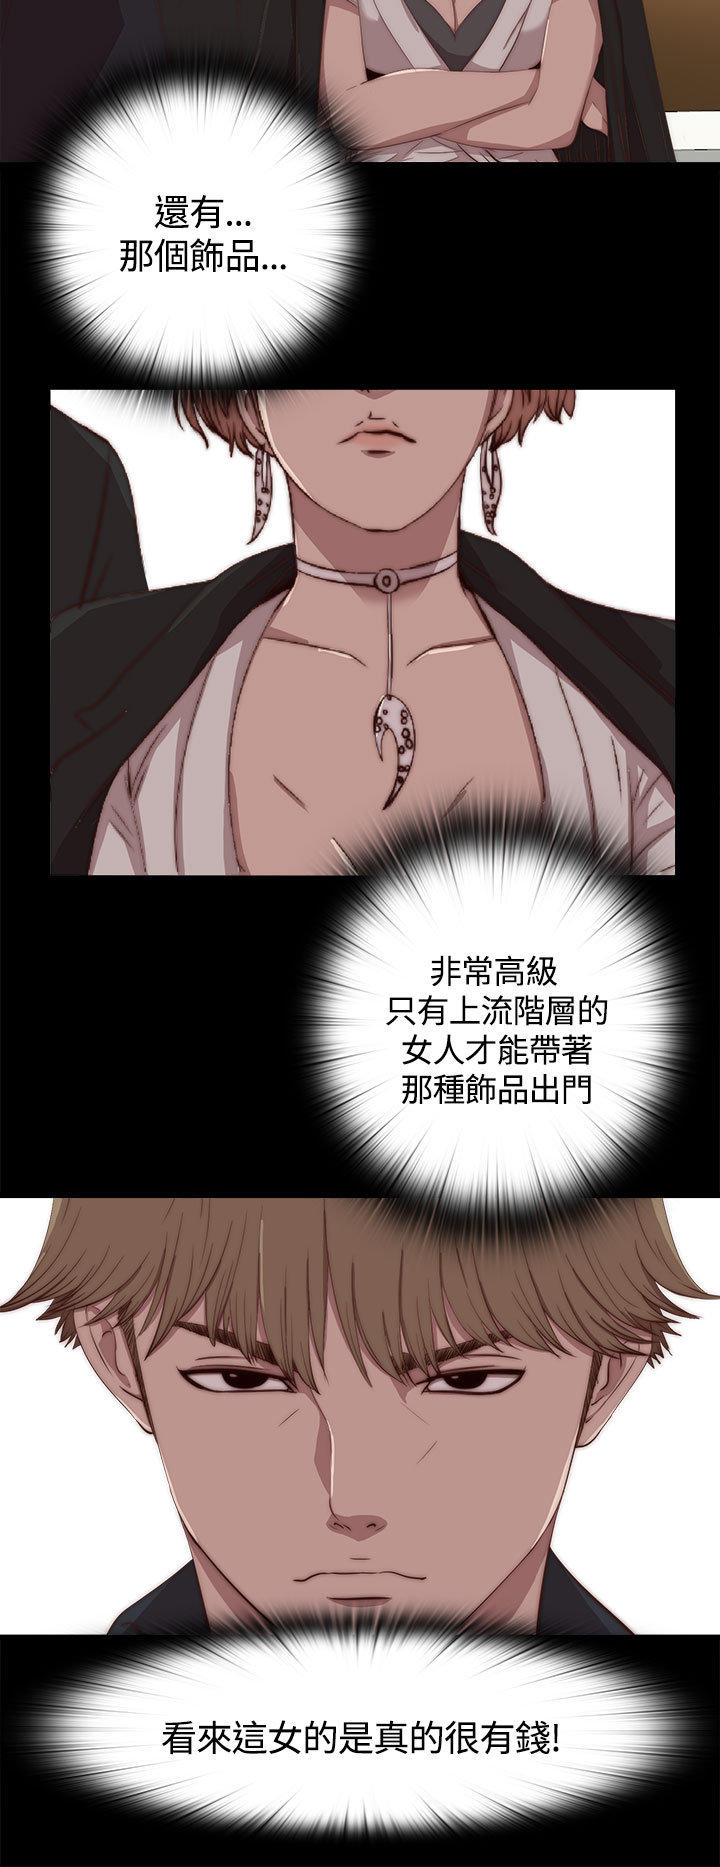 還有...
那個飾品...
非常高級
只有上流階層的
女人才能帶著
那種飾品出門
看來這女的是真的很有錢!